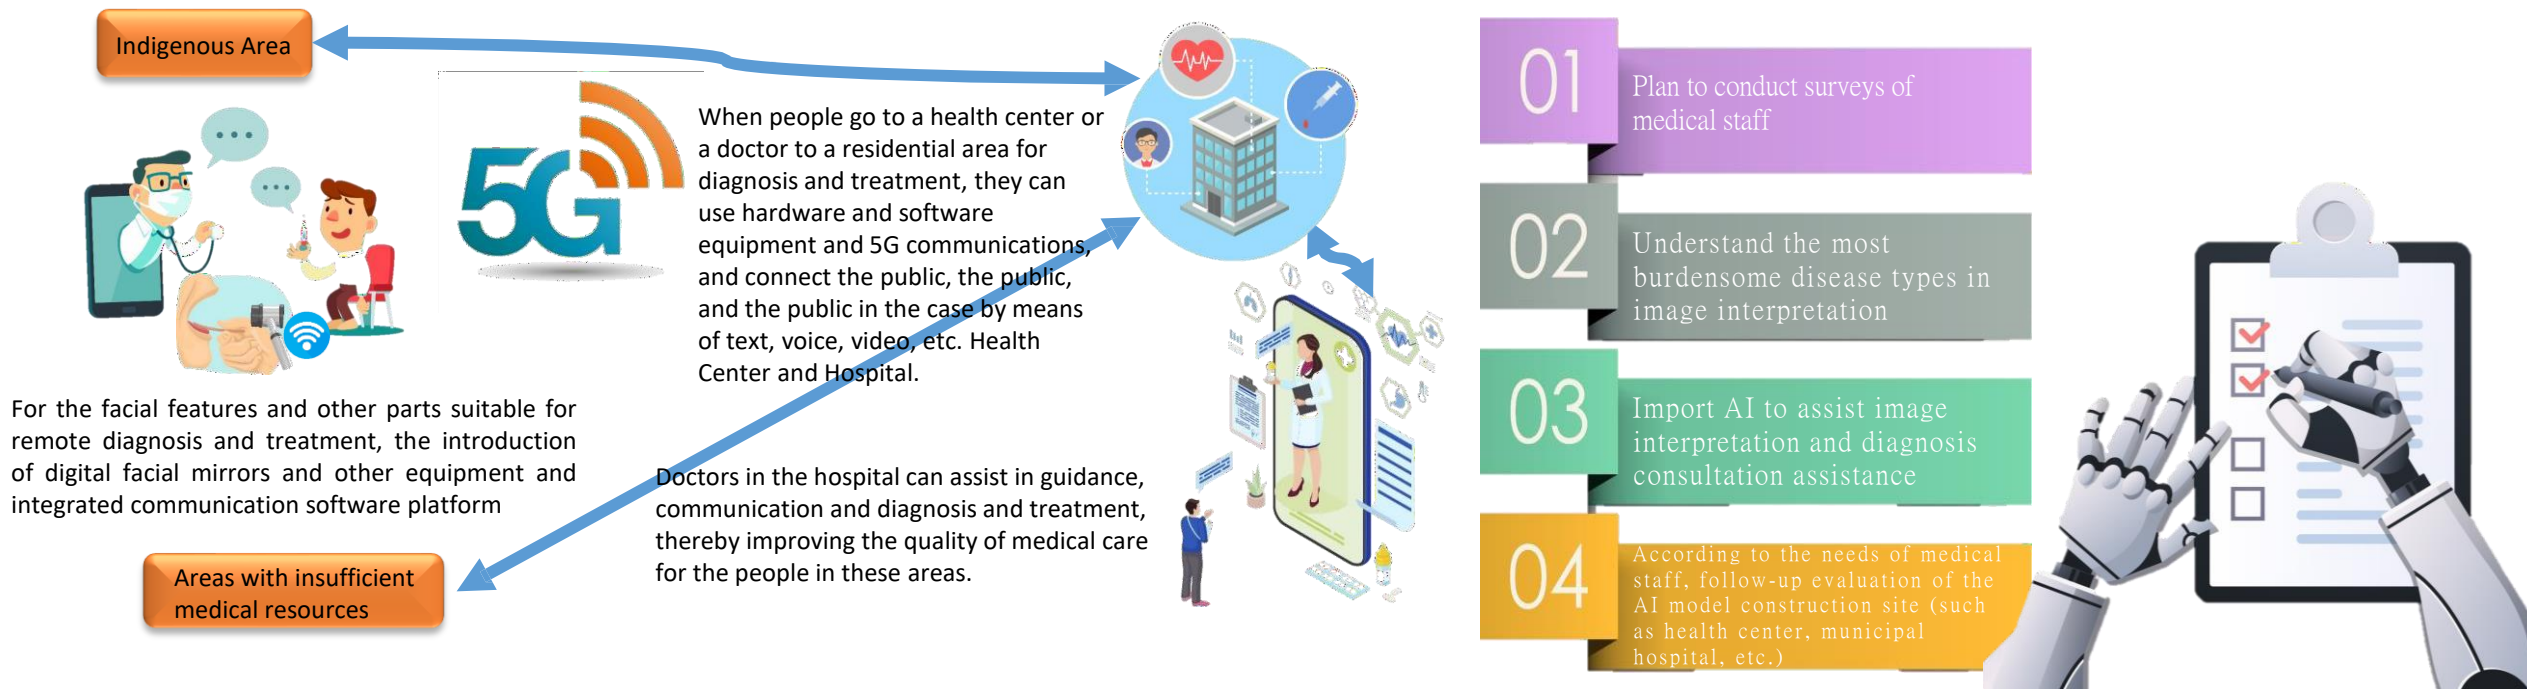 Indigenous Area
5G
When people go to a health center or
a doctor to a residential area for
diagnosis and treatment, they can
use hardware and software
equipment and 5G communications,
and connect the public, the public,
and the public in the case by means
of text, voice, video, etc. Health
Center and Hospital.
For the facial features and other parts suitable for
remote diagnosis and treatment, the introduction
of digital facial mirrors and other equipment and
integrated communication software platform
Doctors in the hospital can assist in guidance,
communication and diagnosis and treatment,
thereby improving the quality of medical care
for the people in these areas.
Areas with insufficient
medical resources
01
Plan to conduct surveys of
medical staff
02
Understand the most
burdensome disease types in
image interpretation
03
Import AI to assist image
interpretation and diagnosis
consultation assistance
04
According to the needs of medical
staff, follow-up evaluation of the
AI model construction site (such
as health center, municipal
hospital, etc.)